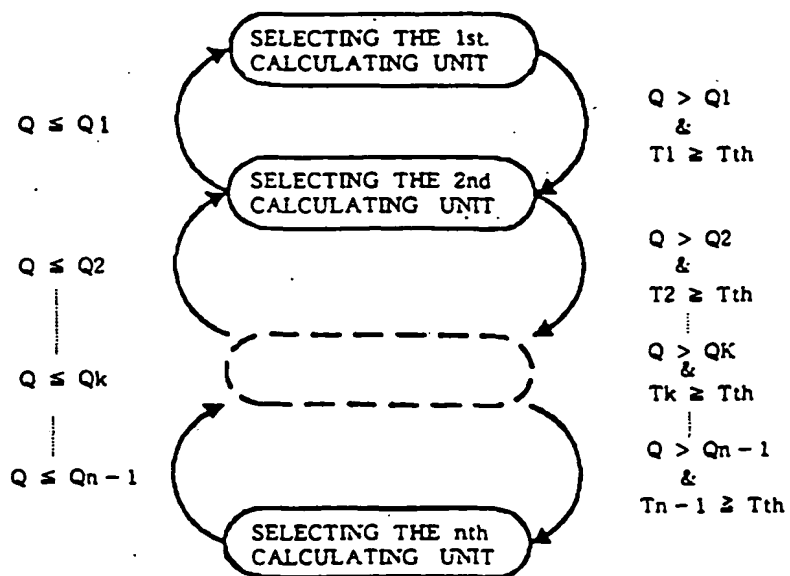 SELECTING THE 1st.
CALCULATING UNIT
Q ≦ Q1
Q > Q1
&
T1 ≧ Tth
SELECTING THE 2nd
CALCULATING UNIT
Q ≦ Q2
Q > Q2
&
T2 ≧ Tth
Q ≦ Qk
Q > QK
&
Tk ≧ Tth
Q ≦ Qn-1
Q > Qn-1
&
Tn-1 ≧ Tth
SELECTING THE nth
CALCULATING UNIT